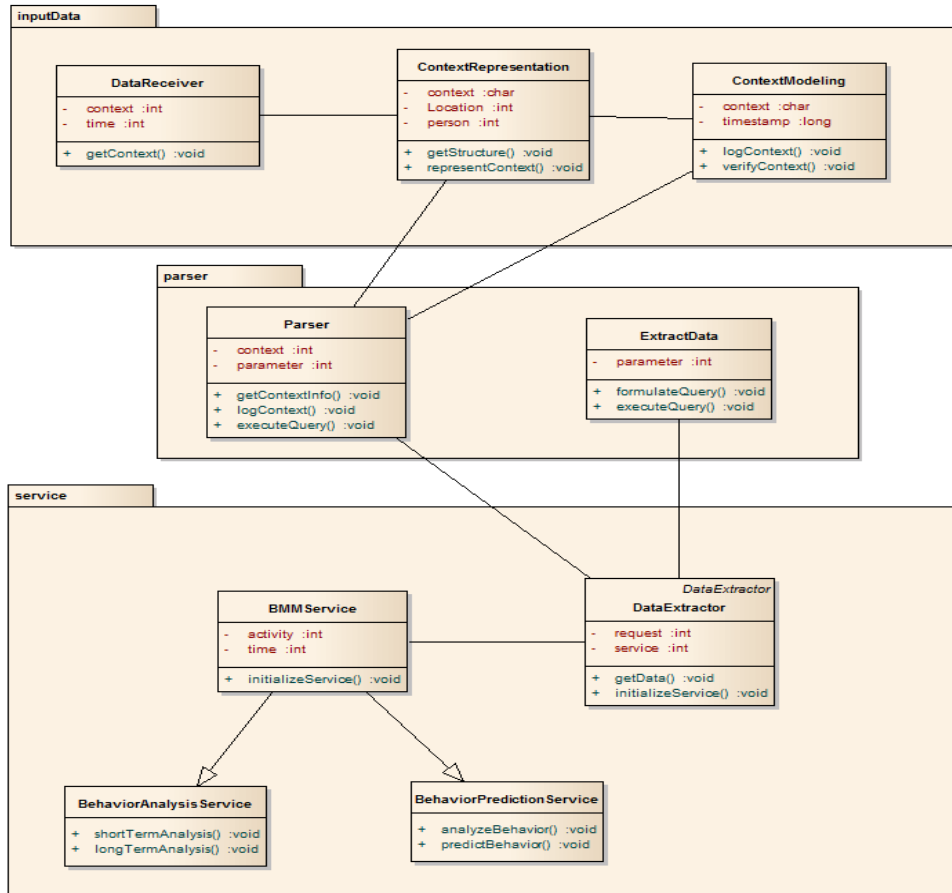 inputData
DataReceiver
- context :int
- time :int
+ getContext() :void
ContextRepresentation
- context :char
- Location :int
- person :int
+ getStructure() :void
+ representContext() :void
ContextModeling
- context :char
- timestamp :long
+ logContext() :void
+ verifyContext() :void
parser
Parser
- context :int
- parameter :int
+ getContextInfo() :void
+ logContext() :void
+ executeQuery() :void
ExtractData
- parameter :int
+ formulateQuery() :void
+ executeQuery() :void
service
BMMService
- activity :int
- time :int
+ initializeService() :void
DataExtractor
DataExtractor
- request :int
- service :int
+ getData() :void
+ initializeService() :void
BehaviorAnalysisService
+ shortTermAnalysis() :void
+ longTermAnalysis() :void
BehaviorPredictionService
+ analyzeBehavior() :void
+ predictBehavior() :void